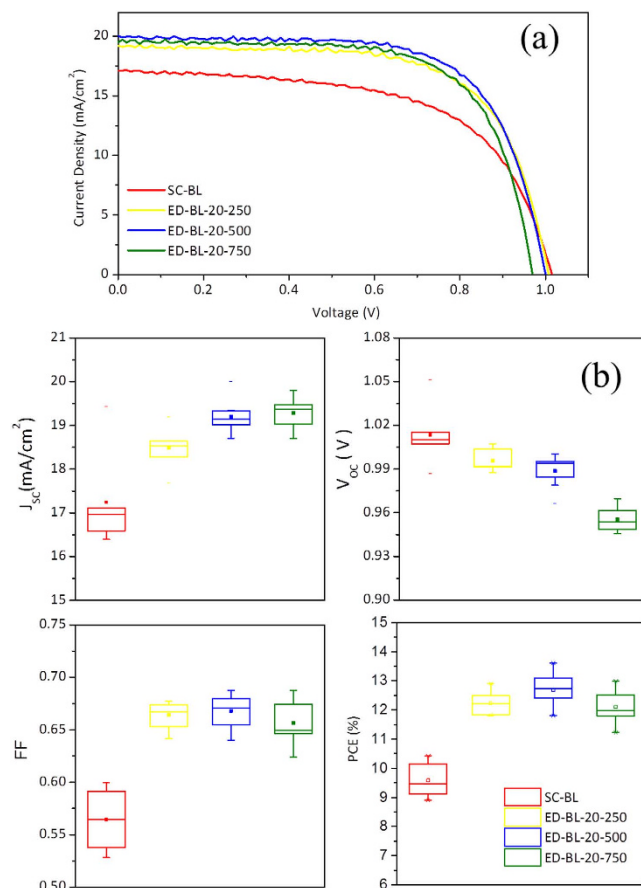 (a)
20
15
10
5
0
Current Density (mA/cm²)
SC-BL
ED-BL-20-250
ED-BL-20-500
ED-BL-20-750
0.0 0.2 0.4 0.6 0.8 1.0
Voltage (V)
(b)
21
20
19
18
17
16
15
J_SC(mA/cm²)
1.08
1.05
1.02
0.99
0.96
0.93
0.90
V_OC ( V )
0.75
0.70
0.65
0.60
0.55
0.50
FF
15
14
13
12
11
10
9
8
7
6
PCE (%)
SC-BL
ED-BL-20-250
ED-BL-20-500
ED-BL-20-750